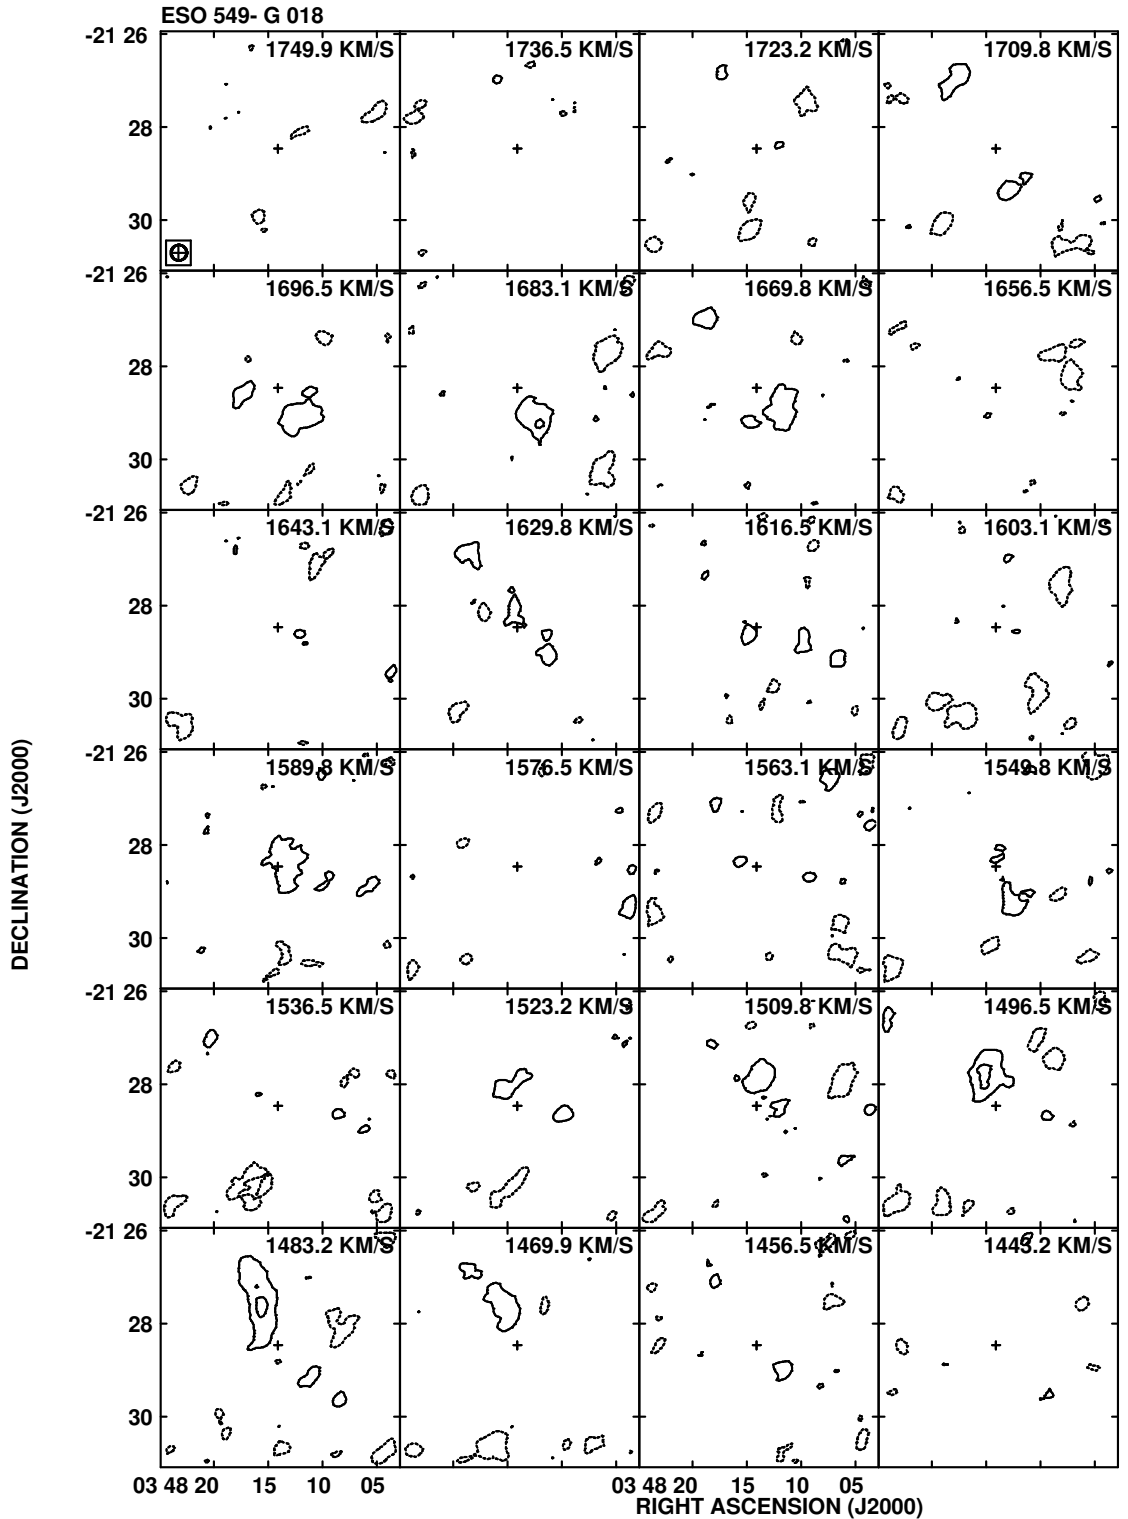 ESO 549- G 018
-21 26
1749.9 KM/S
1736.5 KM/S
1723.2 KM/S
1709.8 KM/S
28
30
-21 26
1696.5 KM/S
1683.1 KM/S
1669.8 KM/S
1656.5 KM/S
28
30
-21 26
1643.1 KM/S
1629.8 KM/S
1616.5 KM/S
1603.1 KM/S
28
30
DECLINATION (J2000)
-21 26
1589.8 KM/S
1576.5 KM/S
1563.1 KM/S
1549.8 KM/S
28
30
-21 26
1536.5 KM/S
1523.2 KM/S
1509.8 KM/S
1496.5 KM/S
28
30
-21 26
1483.2 KM/S
1469.9 KM/S
1456.5 KM/S
1443.2 KM/S
28
30
03 48 20 15 10 05
03 48 20 15 10 05
RIGHT ASCENSION (J2000)